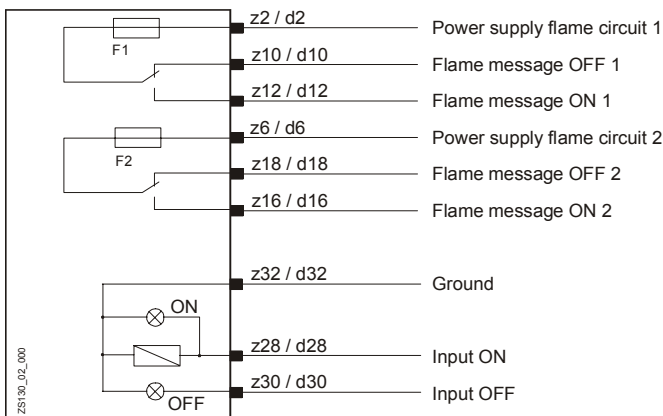 z2 / d2 Power supply flame circuit 1
F1
z10 / d10 Flame message OFF 1
z12 / d12 Flame message ON 1
z6 / d6 Power supply flame circuit 2
F2
z18 / d18 Flame message OFF 2
z16 / d16 Flame message ON 2
z32 / d32 Ground
ON
z28 / d28 Input ON
z30 / d30 Input OFF
OFF
ZS130_02_000